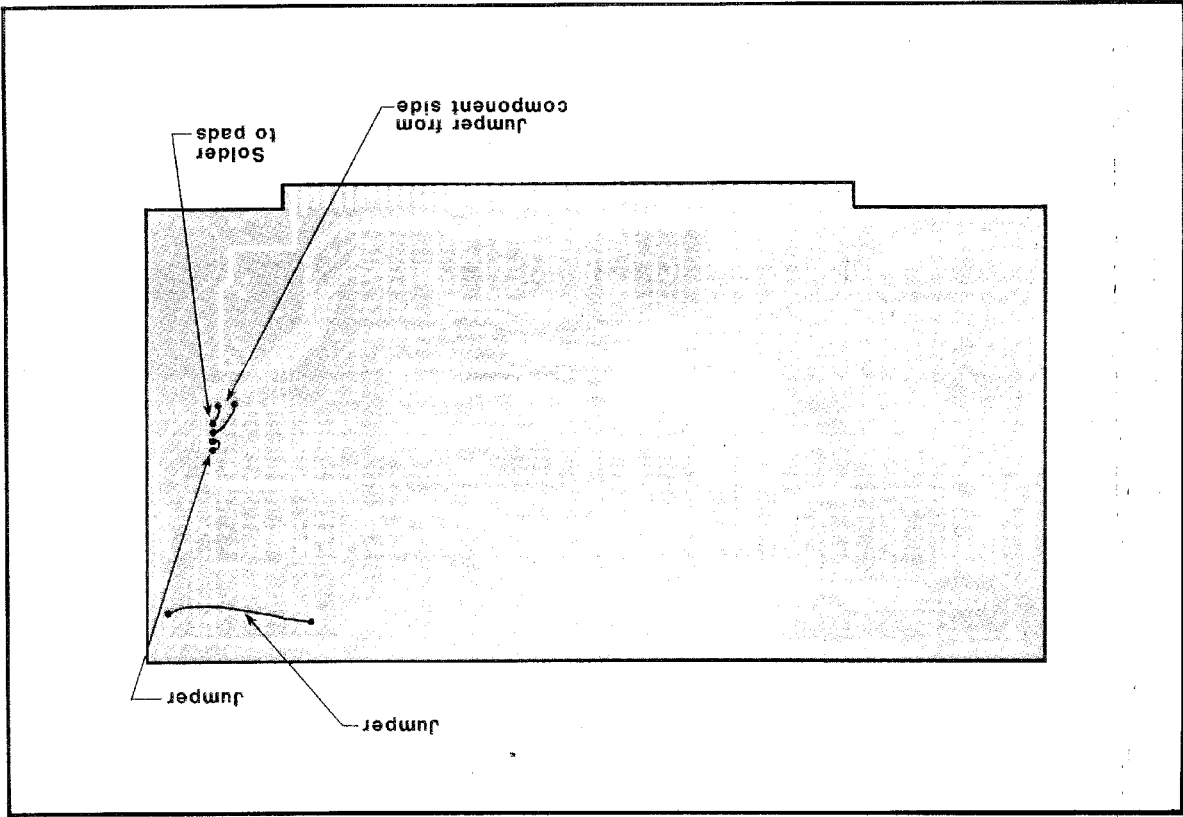 Jumper
Jumper
Jumper from
component side
Solder
to pads